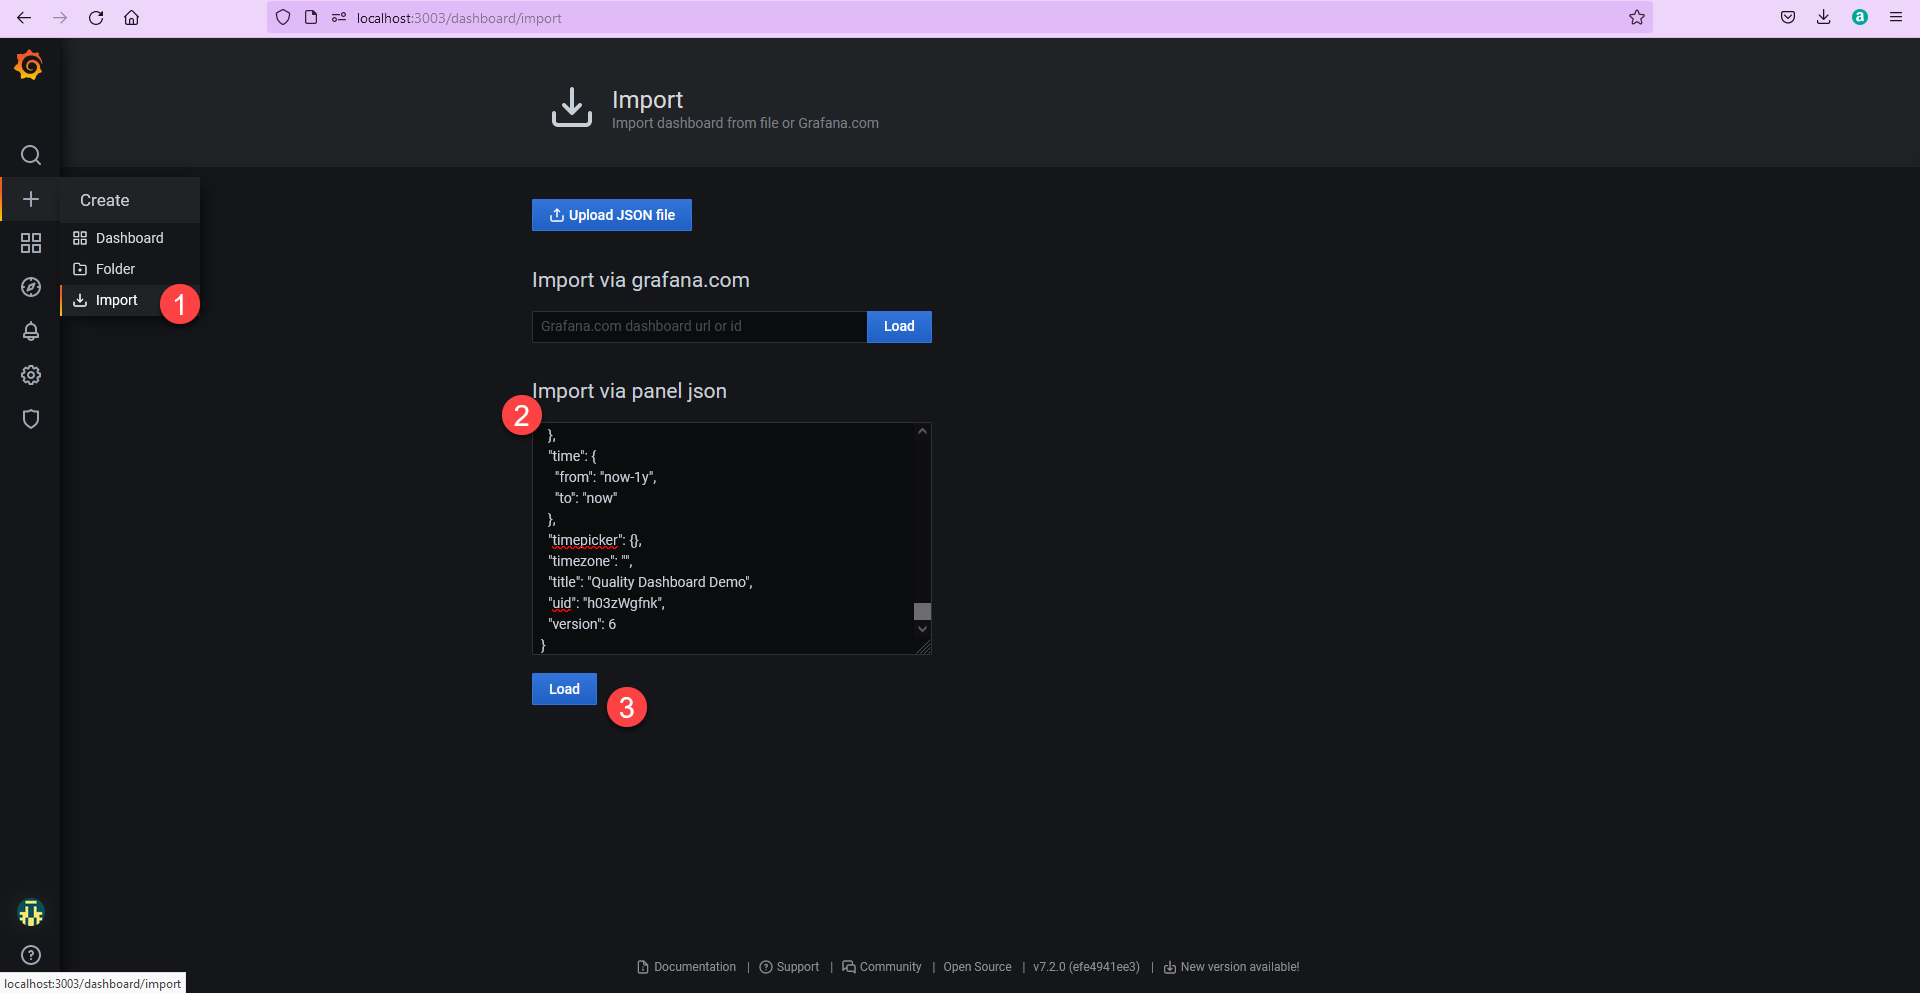 localhost:3003/dashboard/import
a
Import
Import dashboard from file or Grafana.com
Create
Dashboard
Folder
Import
1
Upload JSON file
Import via grafana.com
Grafana.com dashboard url or id
Load
Import via panel json
2
},
"time": {
"from": "now-1y",
"to": "now"
},
"timepicker": {},
"timezone": "",
"title": "Quality Dashboard Demo",
"uid": "h03zWgfnk",
"version": 6
}
Load
3
Documentation | Support | Community | Open Source | v7.2.0 (efe4941ee3) | New version available!
localhost:3003/dashboard/import